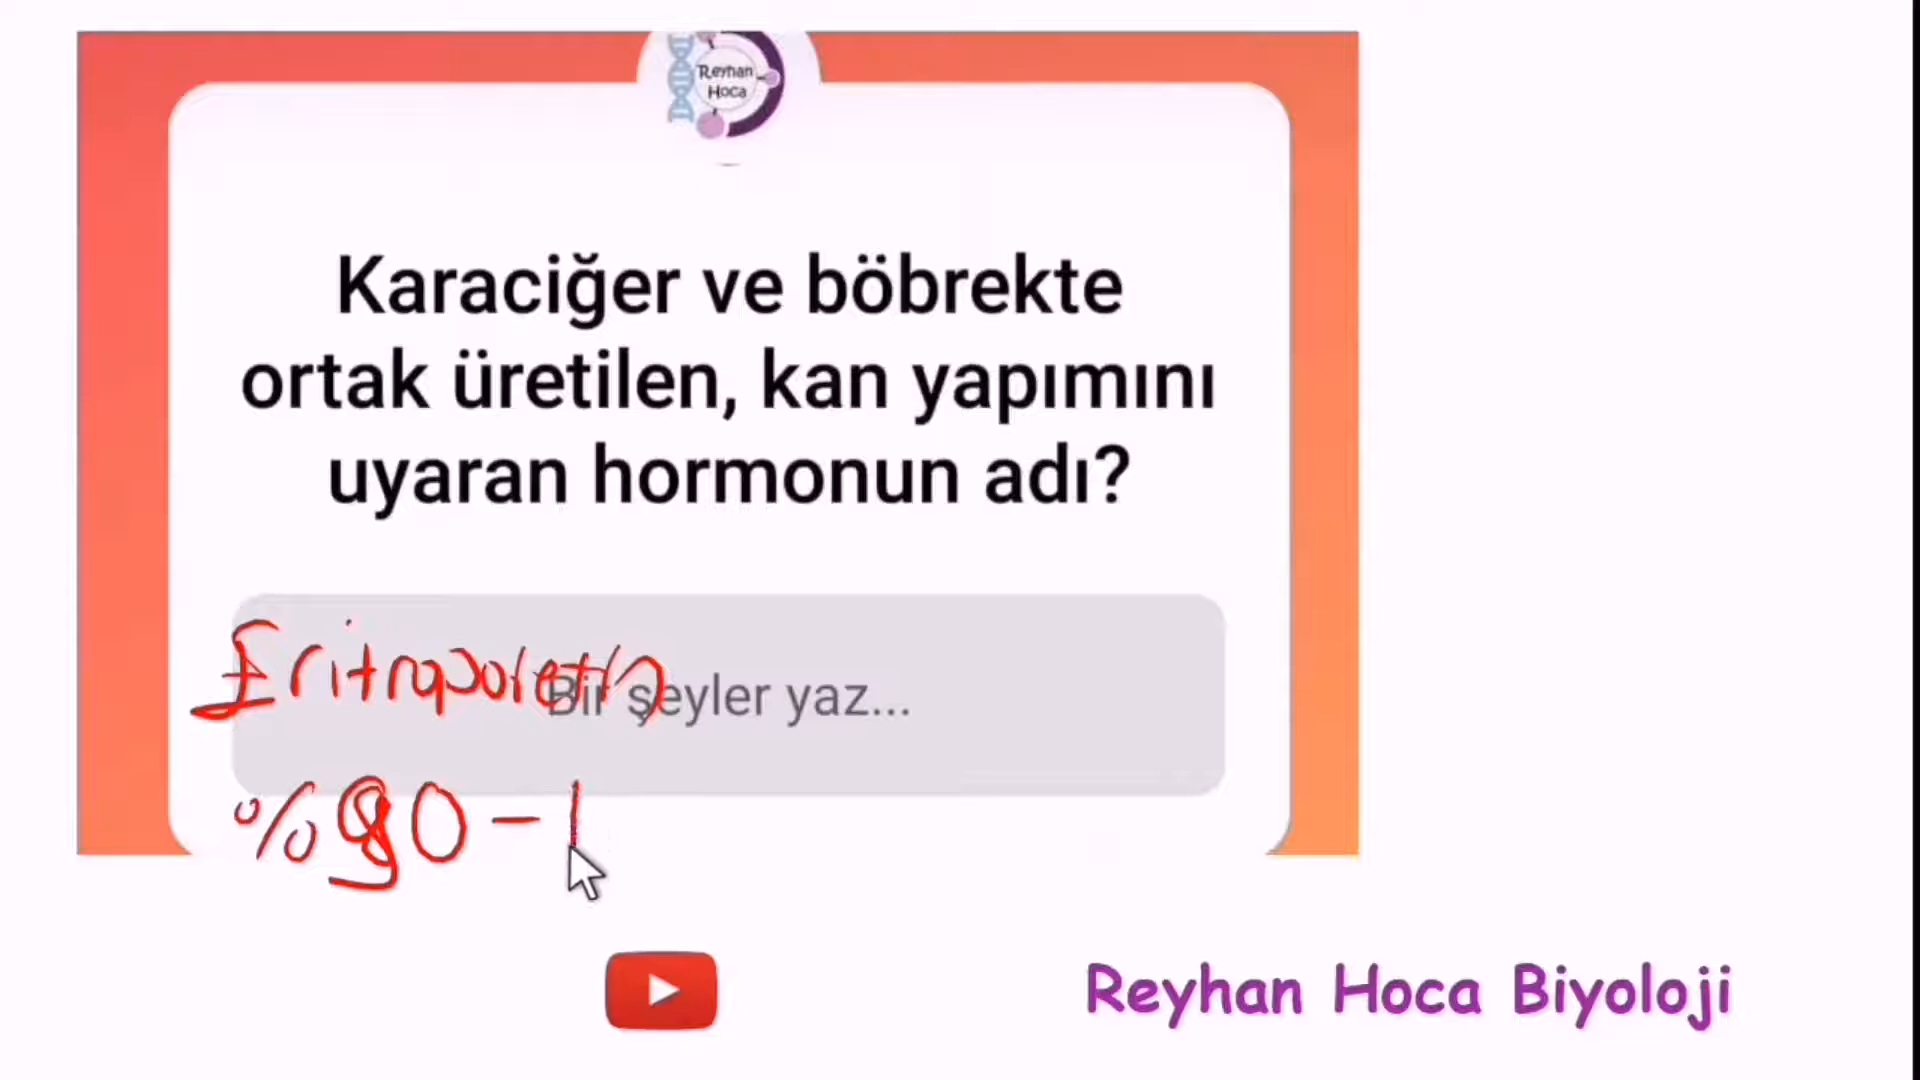 Reyhan
Hoca
Karaciğer ve böbrekte
ortak üretilen, kan yapımını
uyaran hormonun adı?
Eritropoietin
Bir şeyler yaz...
%90-1
Reyhan Hoca Biyoloji